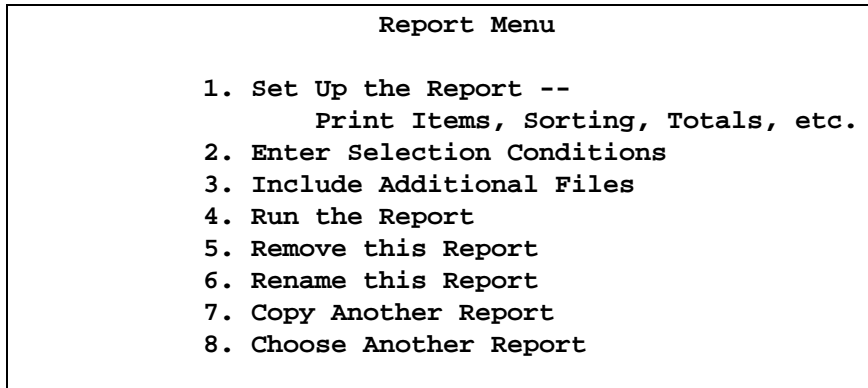 Report Menu
1. Set Up the Report --
Print Items, Sorting, Totals, etc.
2. Enter Selection Conditions
3. Include Additional Files
4. Run the Report
5. Remove this Report
6. Rename this Report
7. Copy Another Report
8. Choose Another Report